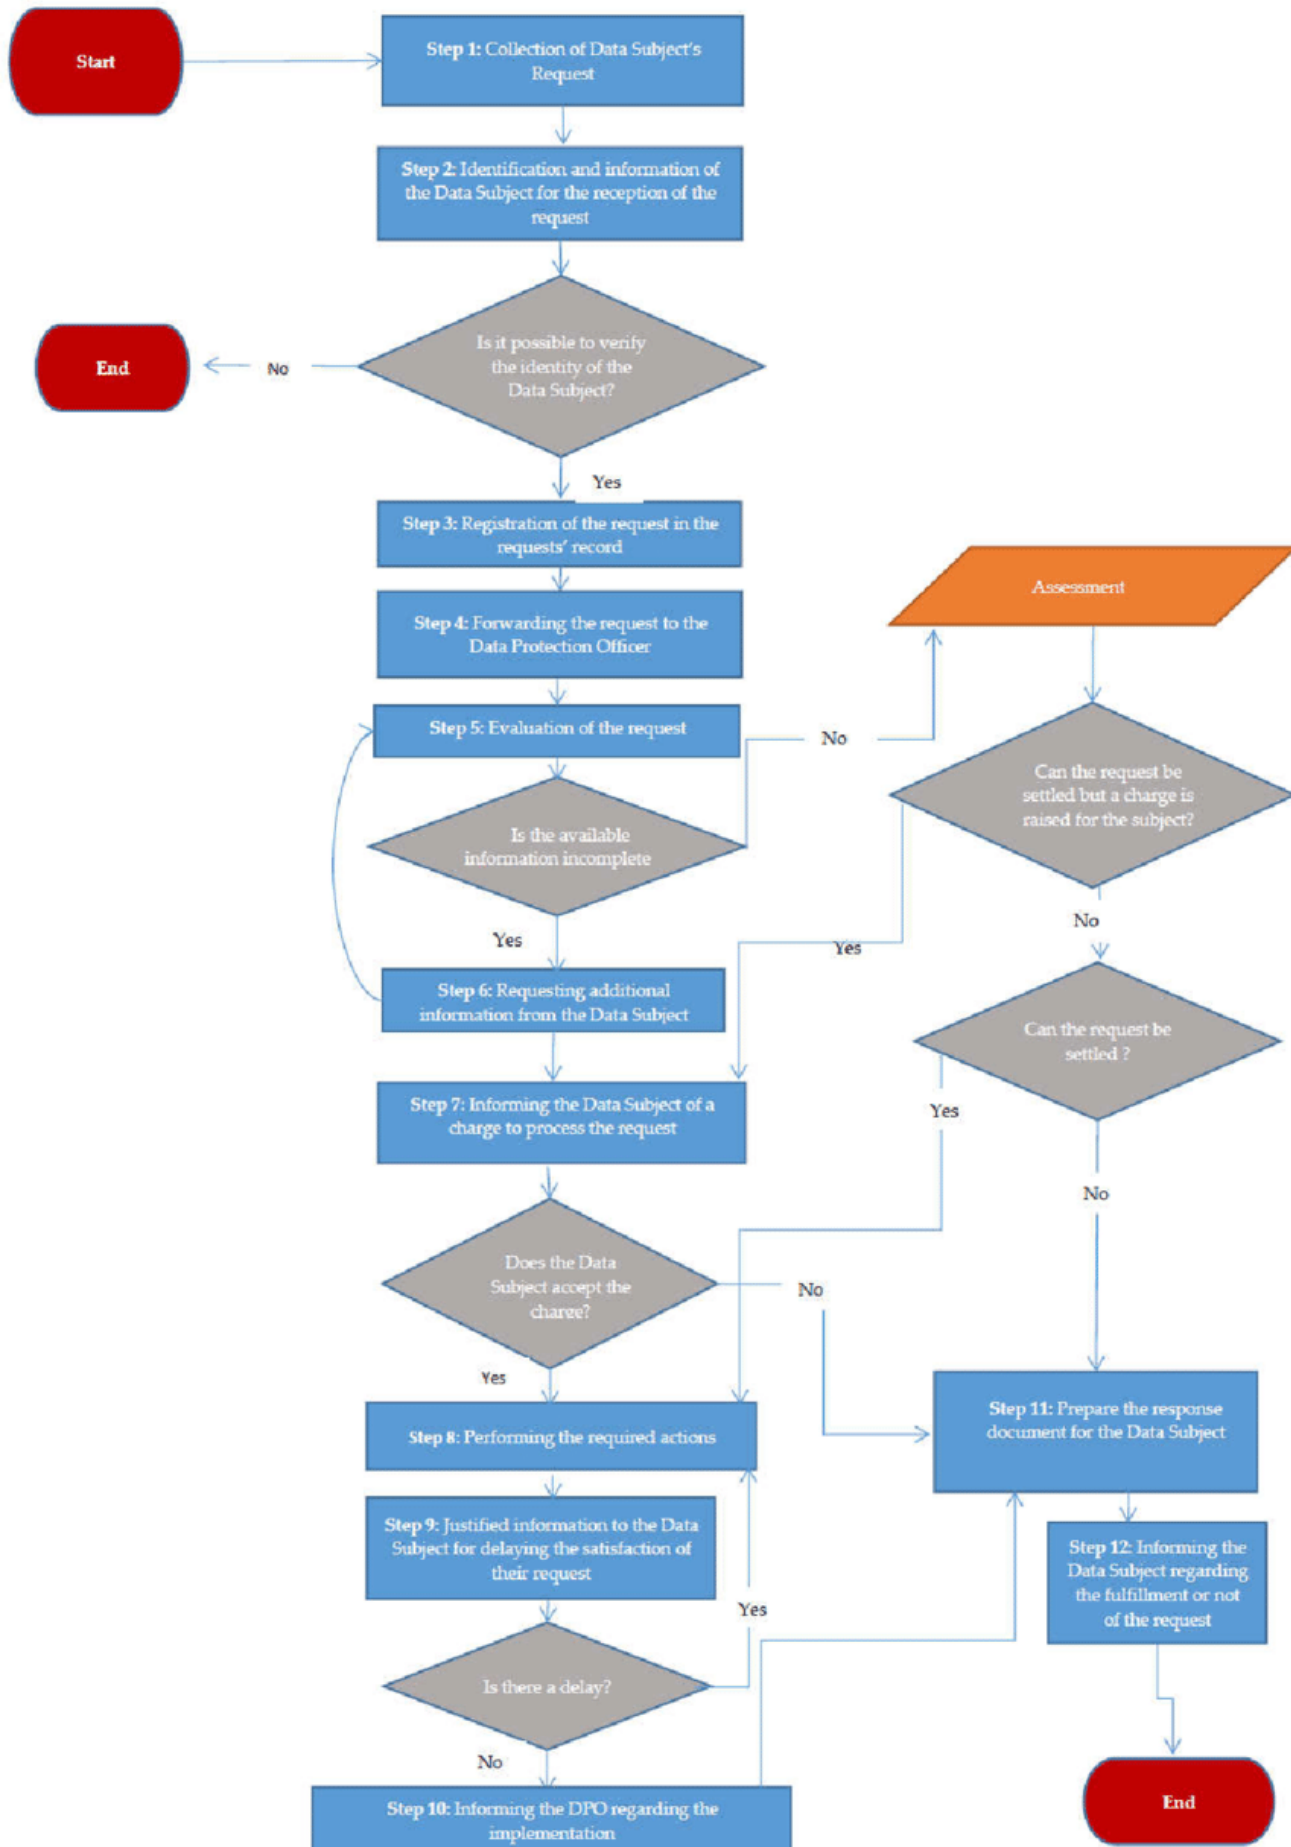 Start
Step 1: Collection of Data Subject's
Request
Step 2: Identification and information of
the Data Subject for the reception of the
request
Is it possible to verify
the identity of the
Data Subject?
No
End
Yes
Step 3: Registration of the request in the
requests' record
Step 4: Forwarding the request to the
Data Protection Officer
Step 5: Evaluation of the request
Is the available
information incomplete
No
Assessment
Can the request be
settled but a charge is
raised for the subject?
Yes
Yes
No
Step 6: Requesting additional
information from the Data Subject
Can the request be
settled ?
Step 7: Informing the Data Subject of a
charge to process the request
Yes
No
Does the Data
Subject accept the
charge?
No
Yes
Step 8: Performing the required actions
Step 11: Prepare the response
document for the Data Subject
Step 9: Justified information to the Data
Subject for delaying the satisfaction of
their request
Step 12: Informing the
Data Subject regarding
the fulfillment or not
of the request
Yes
Is there a delay?
No
Step 10: Informing the DPO regarding the
implementation
End